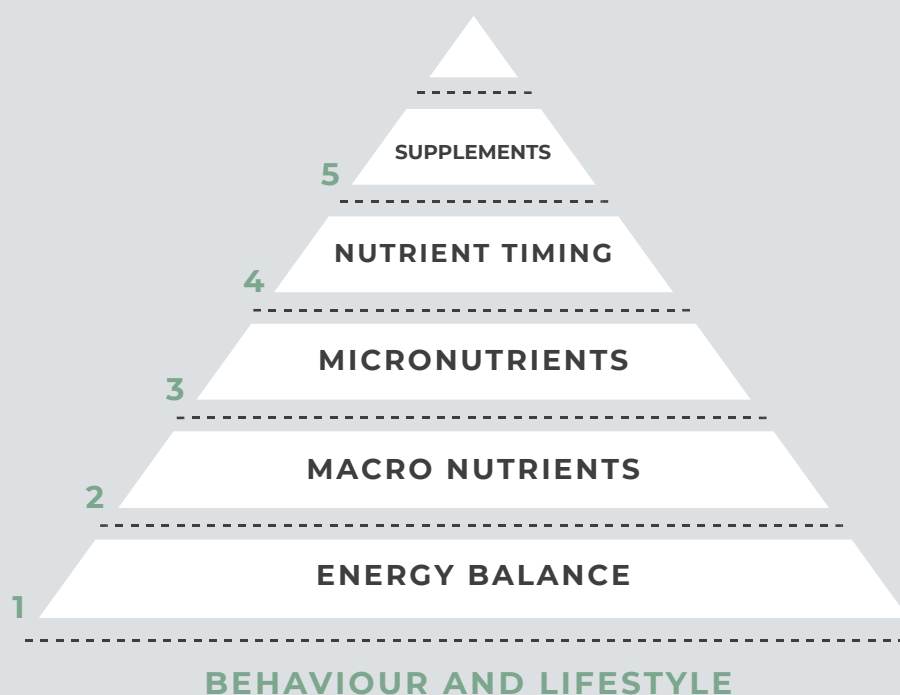 SUPPLEMENTS
5
NUTRIENT TIMING
4
MICRONUTRIENTS
3
MACRO NUTRIENTS
2
ENERGY BALANCE
1
BEHAVIOUR AND LIFESTYLE